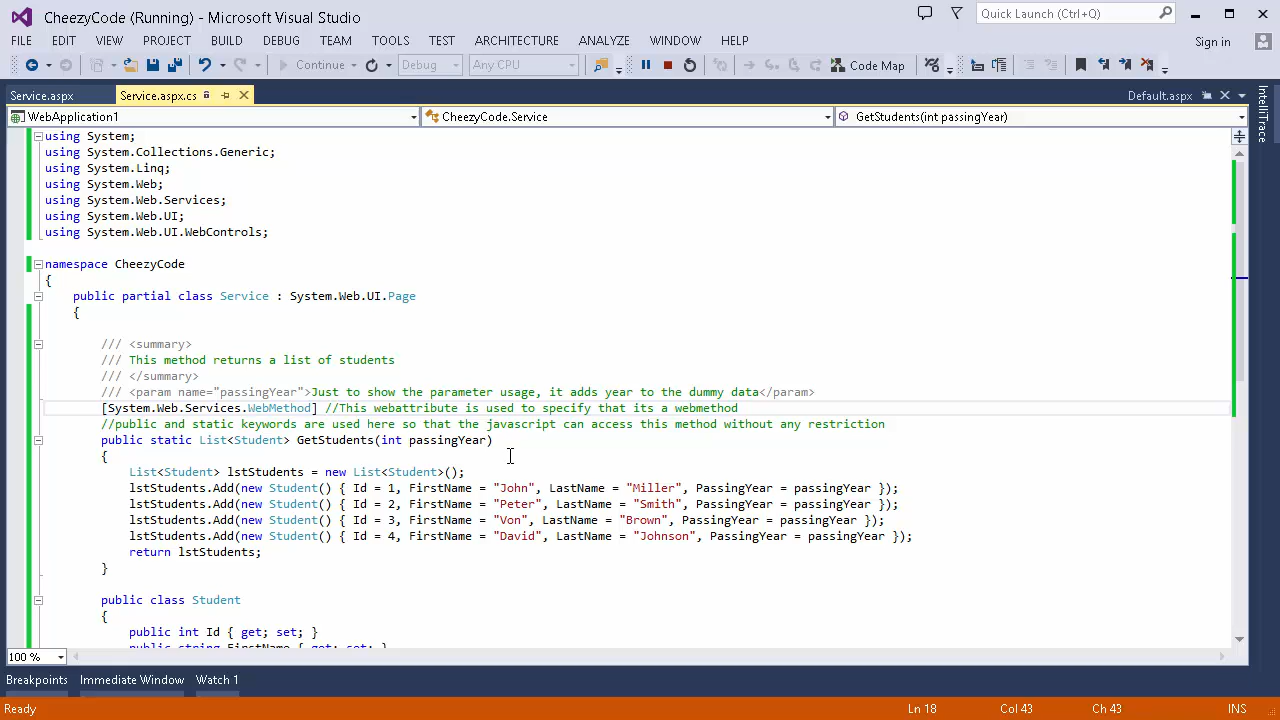 CheezyCode (Running) - Microsoft Visual Studio
Quick Launch (Ctrl+Q)
FILE EDIT VIEW PROJECT BUILD DEBUG TEAM TOOLS TEST ARCHITECTURE ANALYZE WINDOW HELP
Sign in
Continue Debug Any CPU Code Map
Service.aspx Service.aspx.cs Default.aspx
IntelliTrace
WebApplication1 CheezyCode.Service GetStudents(int passingYear)
using System;
using System.Collections.Generic;
using System.Linq;
using System.Web;
using System.Web.Services;
using System.Web.UI;
using System.Web.UI.WebControls;
namespace CheezyCode
{
public partial class Service : System.Web.UI.Page
{
/// <summary>
/// This method returns a list of students
/// </summary>
/// <param name="passingYear">Just to show the parameter usage, it adds year to the dummy data</param>
[System.Web.Services.WebMethod] //This webattribute is used to specify that its a webmethod
//public and static keywords are used here so that the javascript can access this method without any restriction
public static List<Student> GetStudents(int passingYear)
{
List<Student> lstStudents = new List<Student>();
lstStudents.Add(new Student() { Id = 1, FirstName = "John", LastName = "Miller", PassingYear = passingYear });
lstStudents.Add(new Student() { Id = 2, FirstName = "Peter", LastName = "Smith", PassingYear = passingYear });
lstStudents.Add(new Student() { Id = 3, FirstName = "Von", LastName = "Brown", PassingYear = passingYear });
lstStudents.Add(new Student() { Id = 4, FirstName = "David", LastName = "Johnson", PassingYear = passingYear });
return lstStudents;
}
public class Student
{
public int Id { get; set; }
public string FirstName { get; set; }
100 %
Breakpoints Immediate Window Watch 1
Ready Ln 18 Col 43 Ch 43 INS